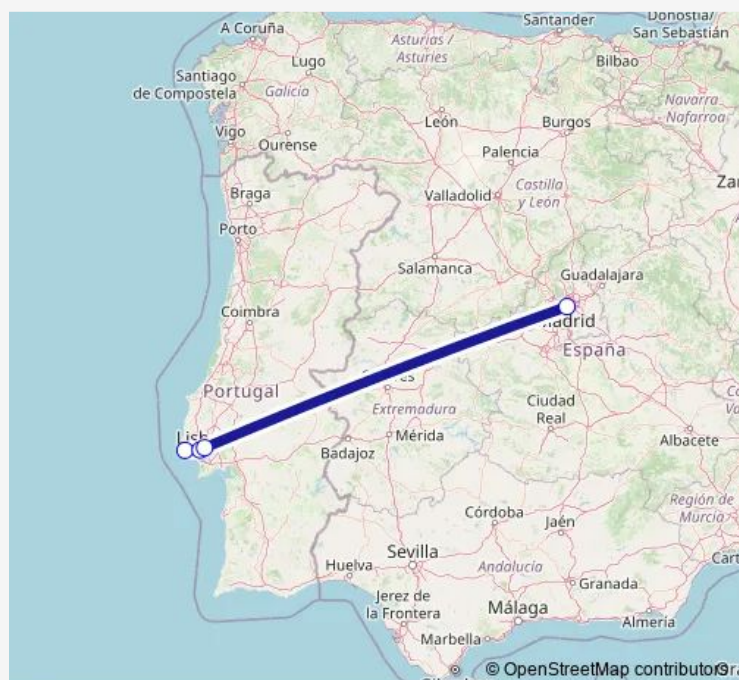 A Coruña
Santander
Donostia/
San Sebastián
Asturias /
Asturies
Bilbao
Lugo
Santiago
de Compostela
Galicia
Navarra
- Nafarroa
León
Burgos
Vigo
Ourense
Palencia
Valladolid
Castilla
y León
Braga
Porto
Salamanca
Guadalajara
Coimbra
España
Portugal
Extremadura
Ciudad
Real
Mérida
Badajoz
Albacete
Región de
Murcia
Córdoba
Jaén
Sevilla
Huelva
Andalucía
Granada
Jerez de
la Frontera
Málaga
Almería
Marbella
© OpenStreetMap contributors